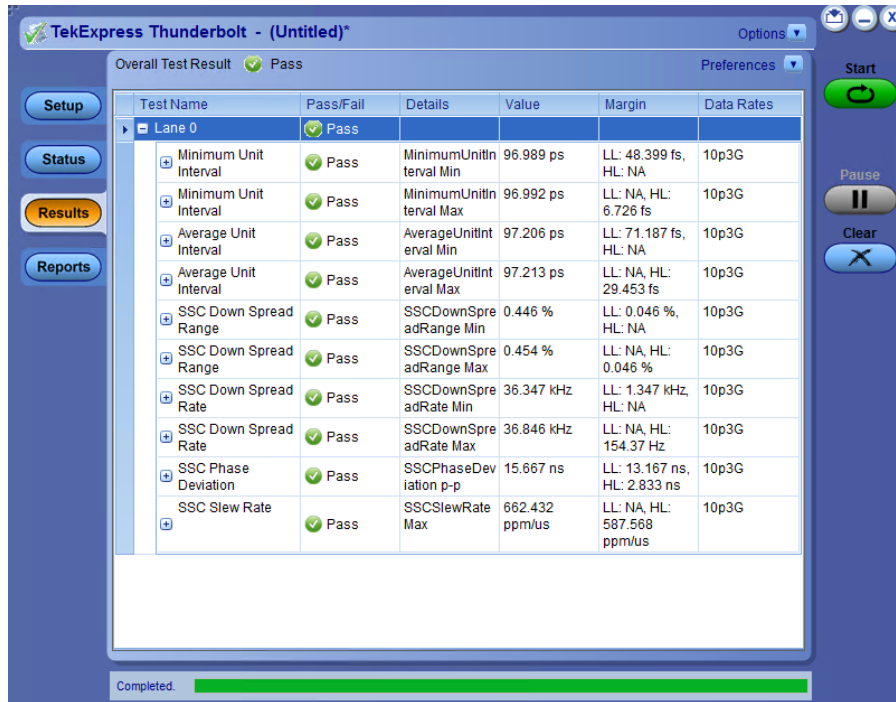 TekExpress Thunderbolt - (Untitled)*
Options
Overall Test Result Pass
Preferences
Start
Setup
Status
Results
Reports
Pause
Clear
Test Name Pass/Fail Details Value Margin Data Rates
Lane 0 Pass
Minimum Unit Interval Pass MinimumUnitIn terval Min 96.989 ps LL: 48.399 fs, HL: NA 10p3G
Minimum Unit Interval Pass MinimumUnitIn terval Max 96.992 ps LL: NA, HL: 6.726 fs 10p3G
Average Unit Interval Pass AverageUnitInt erval Min 97.206 ps LL: 71.187 fs, HL: NA 10p3G
Average Unit Interval Pass AverageUnitInt erval Max 97.213 ps LL: NA, HL: 29.453 fs 10p3G
SSC Down Spread Range Pass SSCDownSpre adRange Min 0.446 % LL: 0.046 %, HL: NA 10p3G
SSC Down Spread Range Pass SSCDownSpre adRange Max 0.454 % LL: NA, HL: 0.046 % 10p3G
SSC Down Spread Rate Pass SSCDownSpre adRate Min 36.347 kHz LL: 1.347 kHz, HL: NA 10p3G
SSC Down Spread Rate Pass SSCDownSpre adRate Max 36.846 kHz LL: NA, HL: 154.37 Hz 10p3G
SSC Phase Deviation Pass SSCPhaseDev iation p-p 15.667 ns LL: 13.167 ns, HL: 2.833 ns 10p3G
SSC Slew Rate Pass SSCSlewRate Max 662.432 ppm/us LL: NA, HL: 587.568 ppm/us 10p3G
Completed.